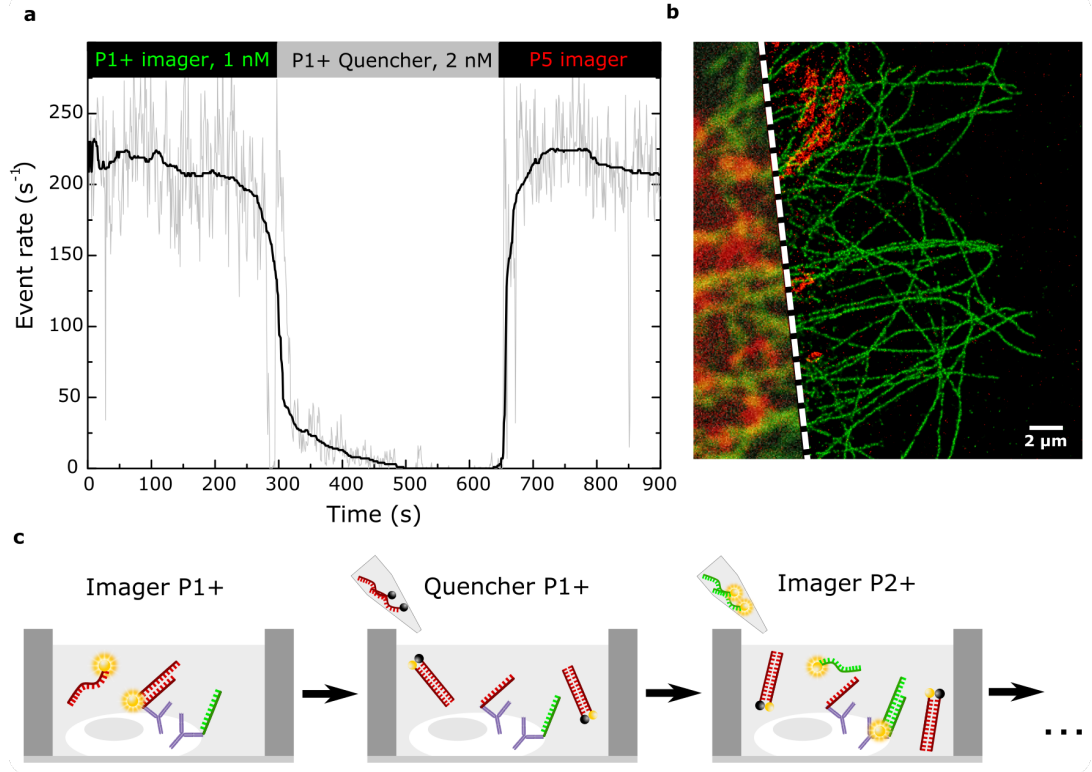 a
P1+ imager, 1 nM
P1+ Quencher, 2 nM
P5 imager
Event rate (s⁻¹)
250
200
150
100
50
0
0 100 200 300 400 500 600 700 800 900
Time (s)
b
2 µm
c
Imager P1+
Quencher P1+
Imager P2+
...